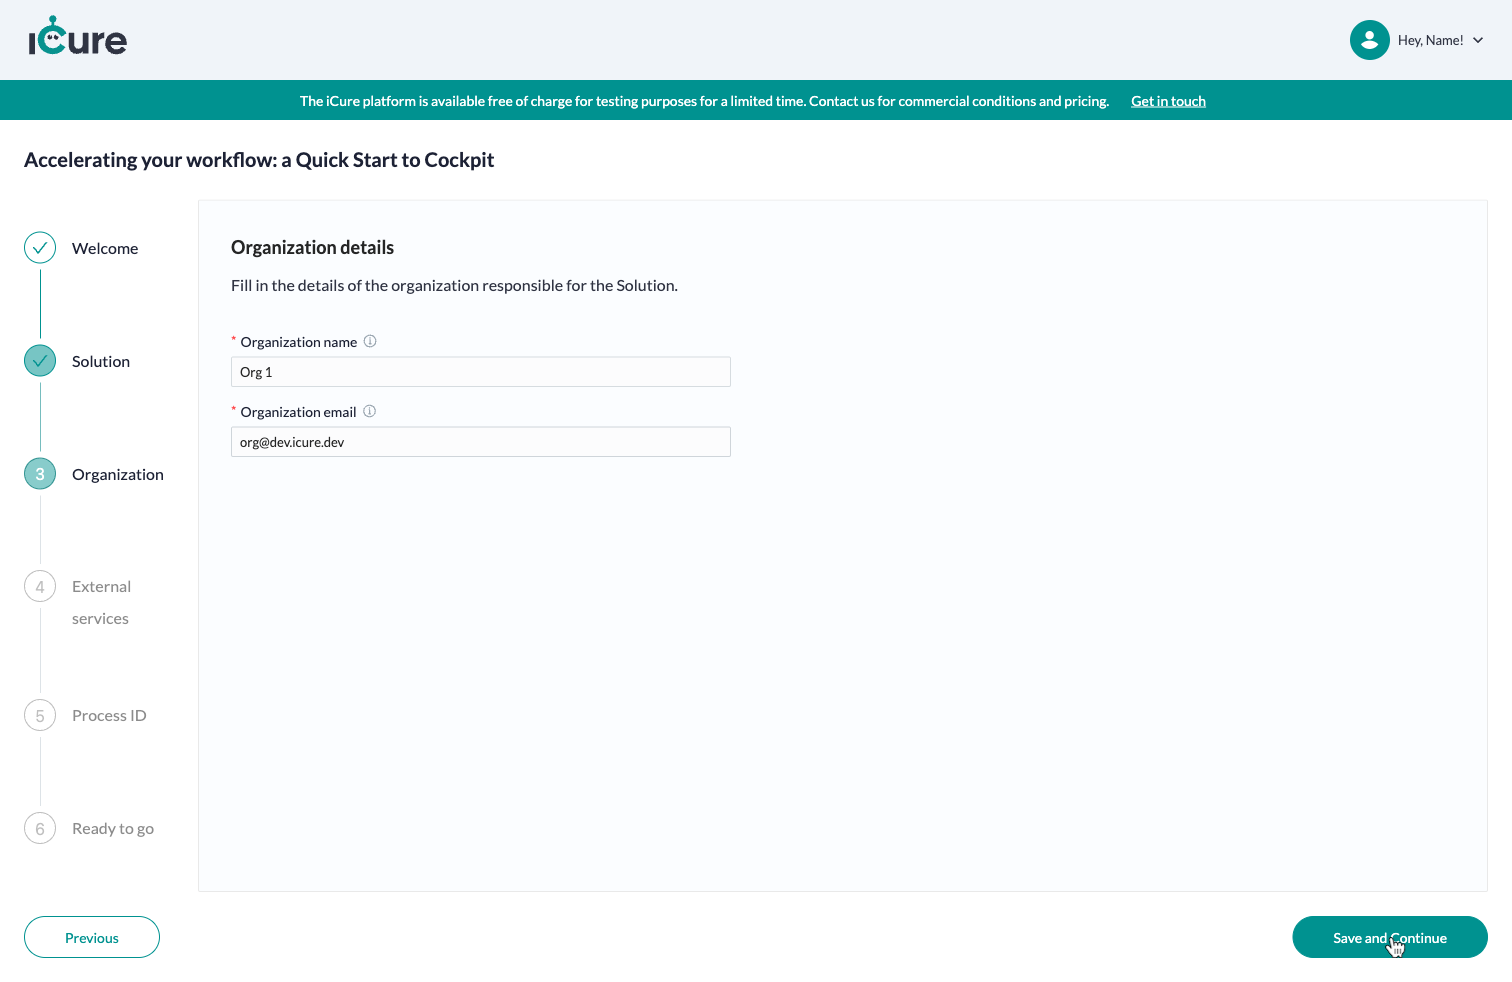 iCure
Hey, Name!
The iCure platform is available free of charge for testing purposes for a limited time. Contact us for commercial conditions and pricing. Get in touch
Accelerating your workflow: a Quick Start to Cockpit
Welcome
Solution
3 Organization
4 External
services
5 Process ID
6 Ready to go
Organization details
Fill in the details of the organization responsible for the Solution.
* Organization name
Org 1
* Organization email
org@dev.icure.dev
Previous
Save and Continue